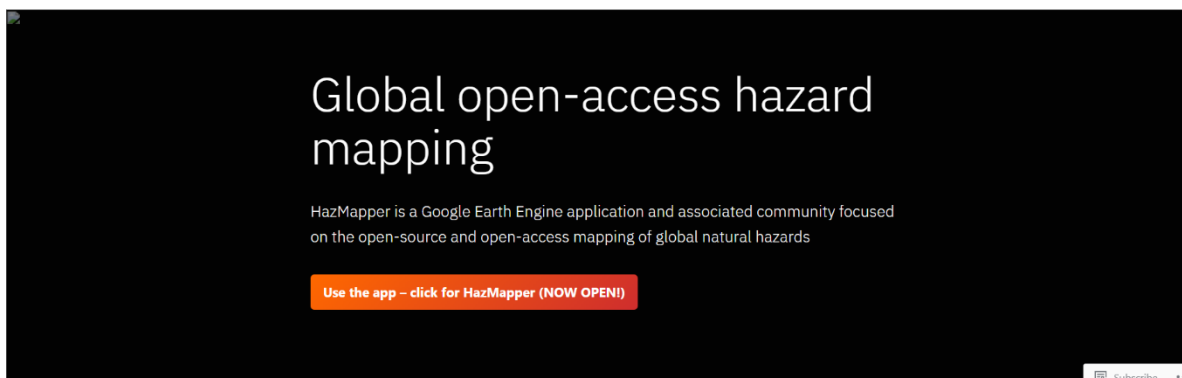 Global open-access hazard
mapping
HazMapper is a Google Earth Engine application and associated community focused
on the open-source and open-access mapping of global natural hazards
Use the app – click for HazMapper (NOW OPEN!)
Subscribe